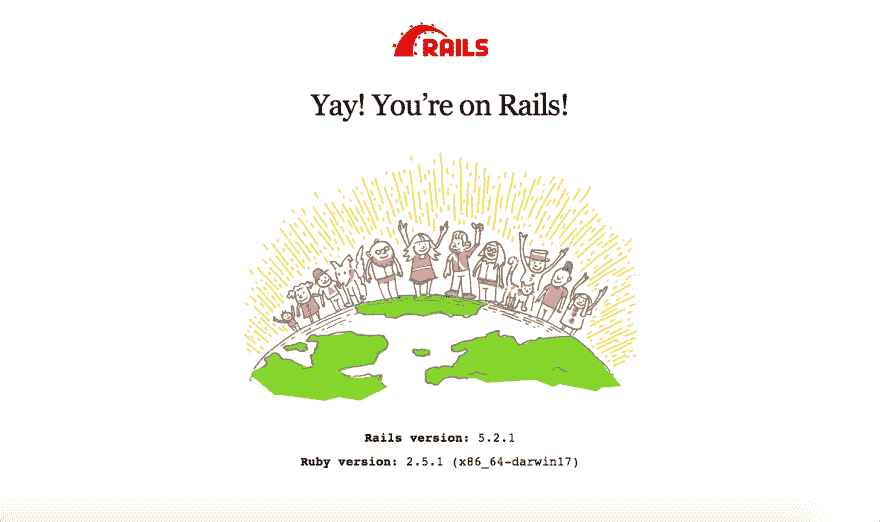 RAILS
Yay! You’re on Rails!
Rails version: 5.2.1
Ruby version: 2.5.1 (x86_64-darwin17)